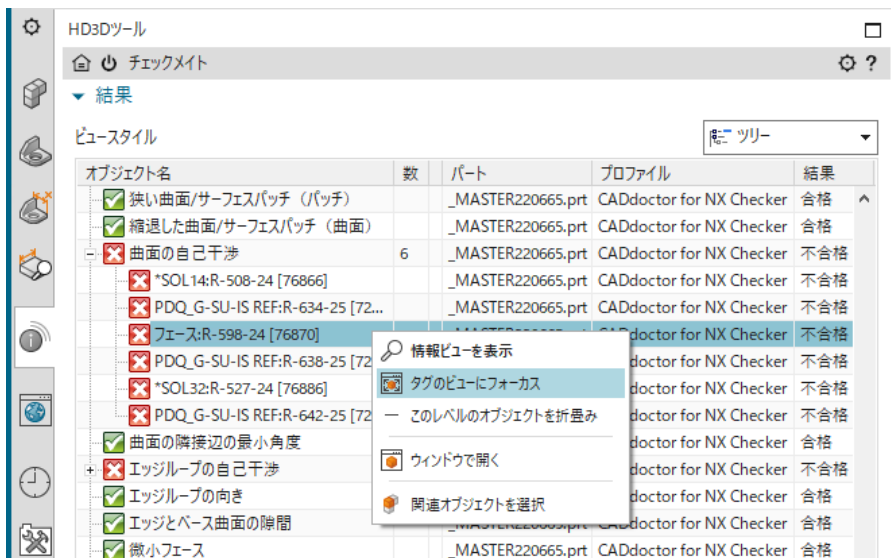 HD3Dツール
チェックメイト ?
結果
ビュースタイル ツリー
オブジェクト名 数 パート プロファイル 結果
狭い曲面/サーフェスパッチ（パッチ） _MASTER220665.prt CADdoctor for NX Checker 合格
縮退した曲面/サーフェスパッチ（曲面） _MASTER220665.prt CADdoctor for NX Checker 合格
曲面の自己干渉 6 _MASTER220665.prt CADdoctor for NX Checker 不合格
*SOL14:R-508-24 [76866] _MASTER220665.prt CADdoctor for NX Checker 不合格
PDQ_G-SU-IS REF:R-634-25 [72... _MASTER220665.prt CADdoctor for NX Checker 不合格
フェース:R-598-24 [76870] doctor for NX Checker 不合格
PDQ_G-SU-IS REF:R-638-25 [72 doctor for NX Checker 不合格
*SOL32:R-527-24 [76886] doctor for NX Checker 不合格
PDQ_G-SU-IS REF:R-642-25 [72 doctor for NX Checker 不合格
曲面の隣接辺の最小角度 doctor for NX Checker 合格
エッジループの自己干渉 doctor for NX Checker 不合格
エッジループの向き doctor for NX Checker 合格
エッジとベース曲面の隙間 doctor for NX Checker 合格
微小フェース _MASTER220665.prt CADdoctor for NX Checker 合格
情報ビューを表示
タグのビューにフォーカス
このレベルのオブジェクトを折畳み
ウィンドウで開く
関連オブジェクトを選択